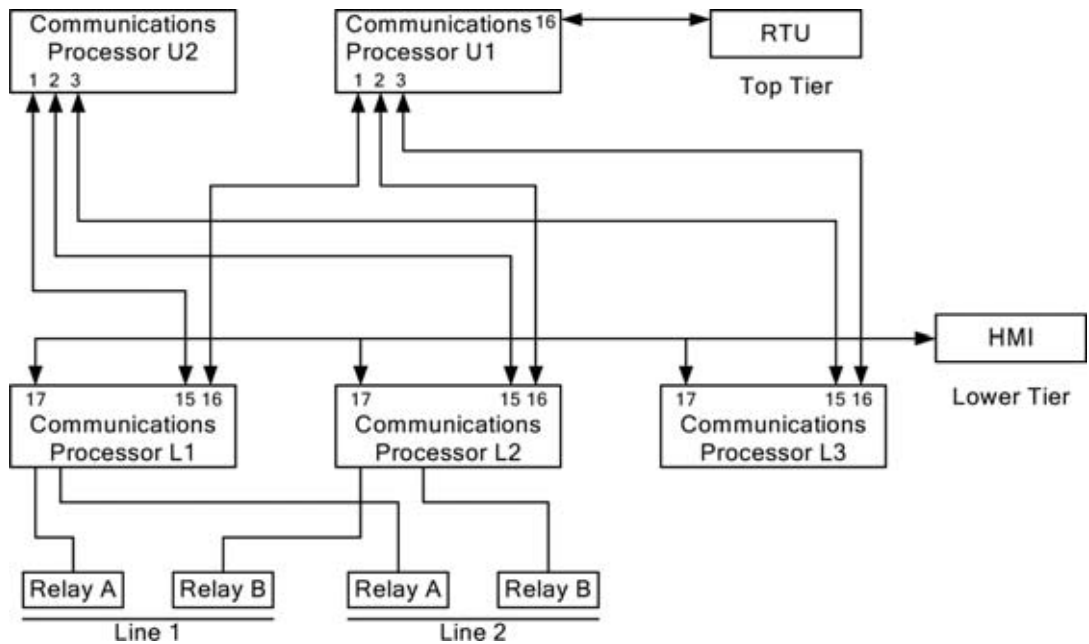 Communications
Processor U2
1 2 3
Communications 16
Processor U1
1 2 3
RTU
Top Tier
HMI
Lower Tier
17 15 16
Communications
Processor L1
17 15 16
Communications
Processor L2
17 15 16
Communications
Processor L3
Relay A Relay B Relay A Relay B
Line 1 Line 2